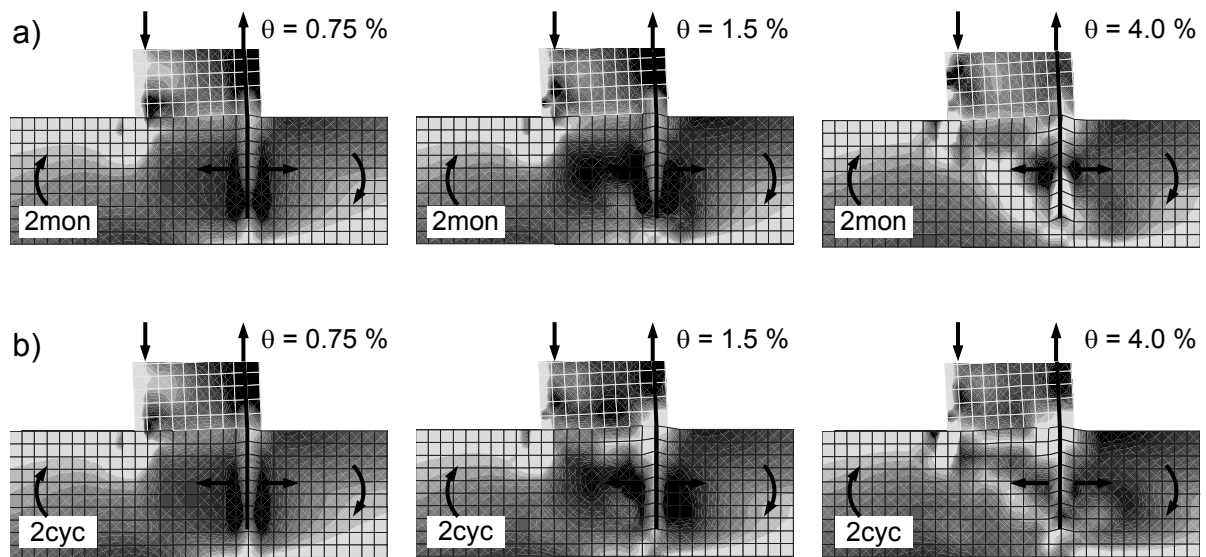 a)
θ = 0.75 %
θ = 1.5 %
θ = 4.0 %
2mon
2mon
2mon
b)
θ = 0.75 %
θ = 1.5 %
θ = 4.0 %
2cyc
2cyc
2cyc